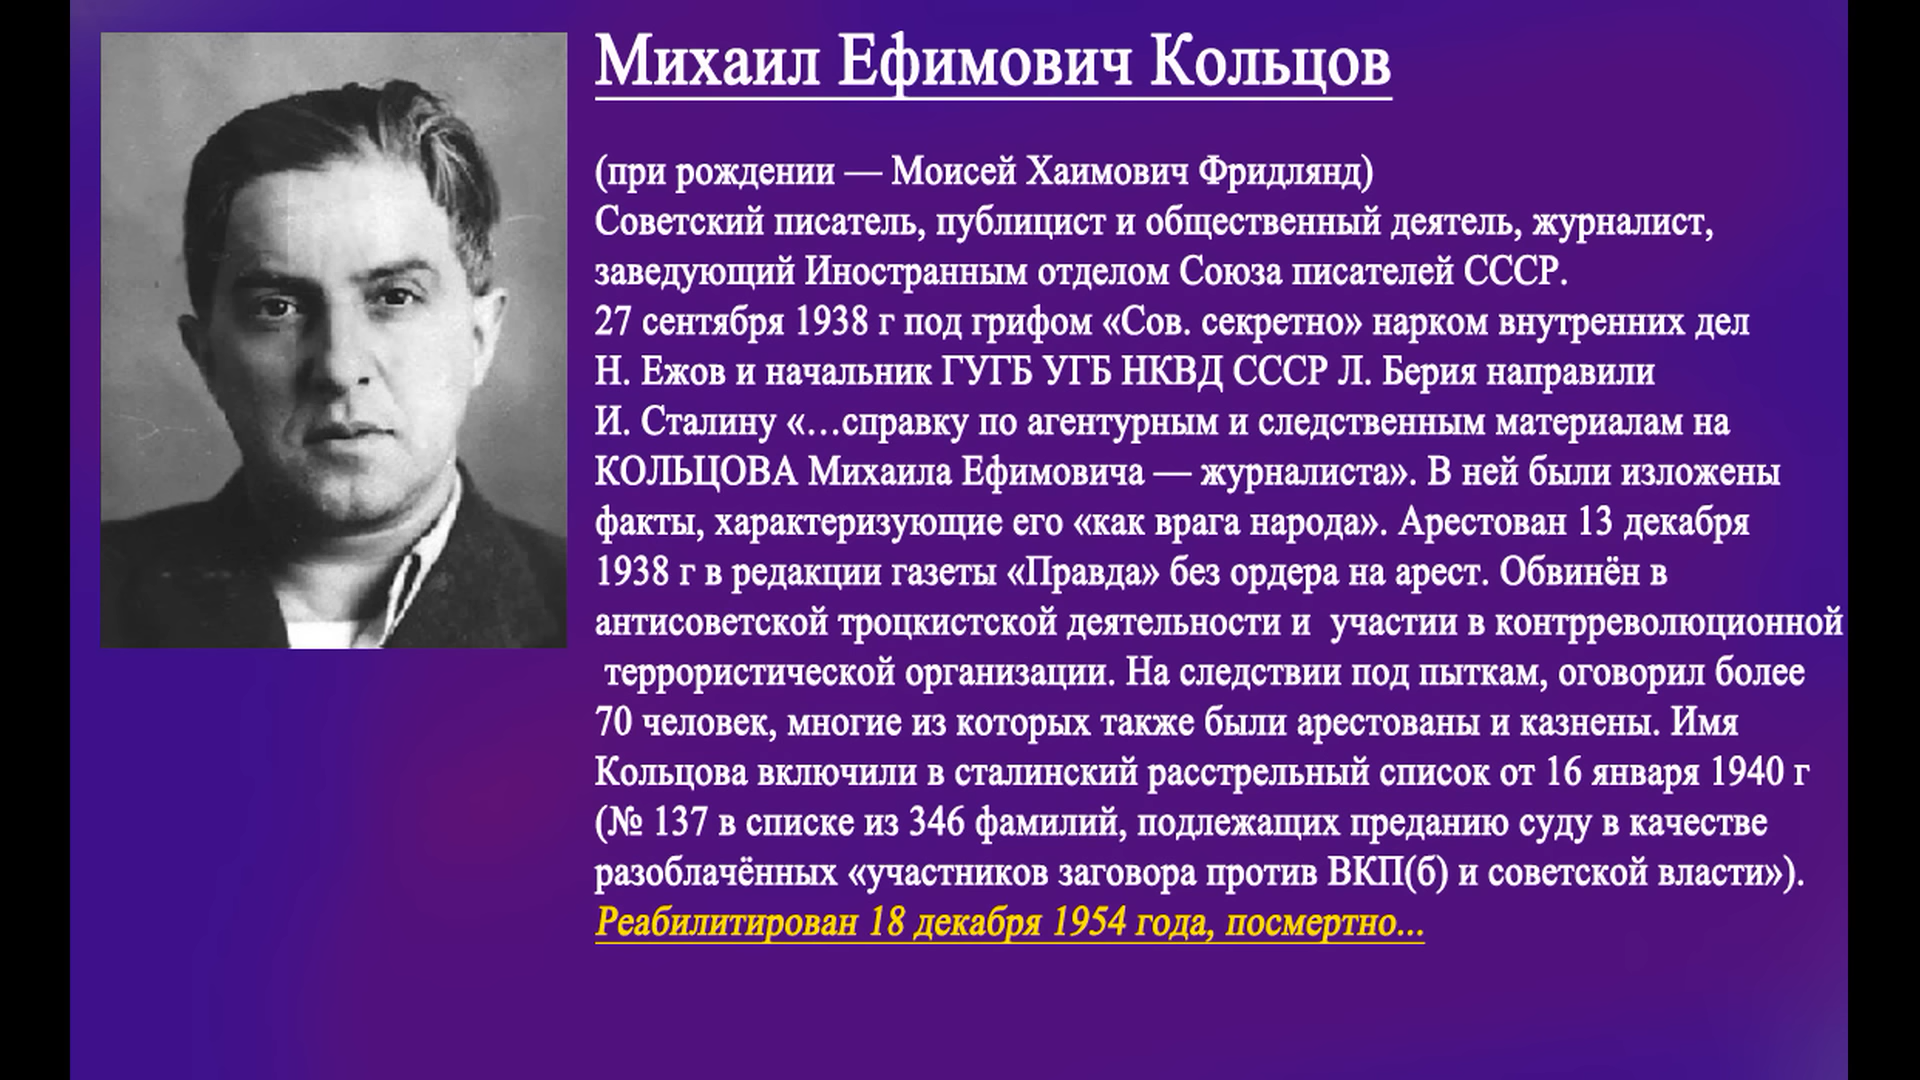 Михаил Ефимович Кольцов
(при рождении — Моисей Хаимович Фридлянд)
Советский писатель, публицист и общественный деятель, журналист,
заведующий Иностранным отделом Союза писателей СССР.
27 сентября 1938 г под грифом «Сов. секретно» нарком внутренних дел
Н. Ежов и начальник ГУГБ УГБ НКВД СССР Л. Берия направили
И. Сталину «…справку по агентурным и следственным материалам на
КОЛЬЦОВА Михаила Ефимовича — журналиста». В ней были изложены
факты, характеризующие его «как врага народа». Арестован 13 декабря
1938 г в редакции газеты «Правда» без ордера на арест. Обвинён в
антисоветской троцкистской деятельности и  участии в контрреволюционной
террористической организации. На следствии под пыткам, оговорил более
70 человек, многие из которых также были арестованы и казнены. Имя
Кольцова включили в сталинский расстрельный список от 16 января 1940 г
(№ 137 в списке из 346 фамилий, подлежащих преданию суду в качестве
разоблачённых «участников заговора против ВКП(б) и советской власти»).
Реабилитирован 18 декабря 1954 года, посмертно...